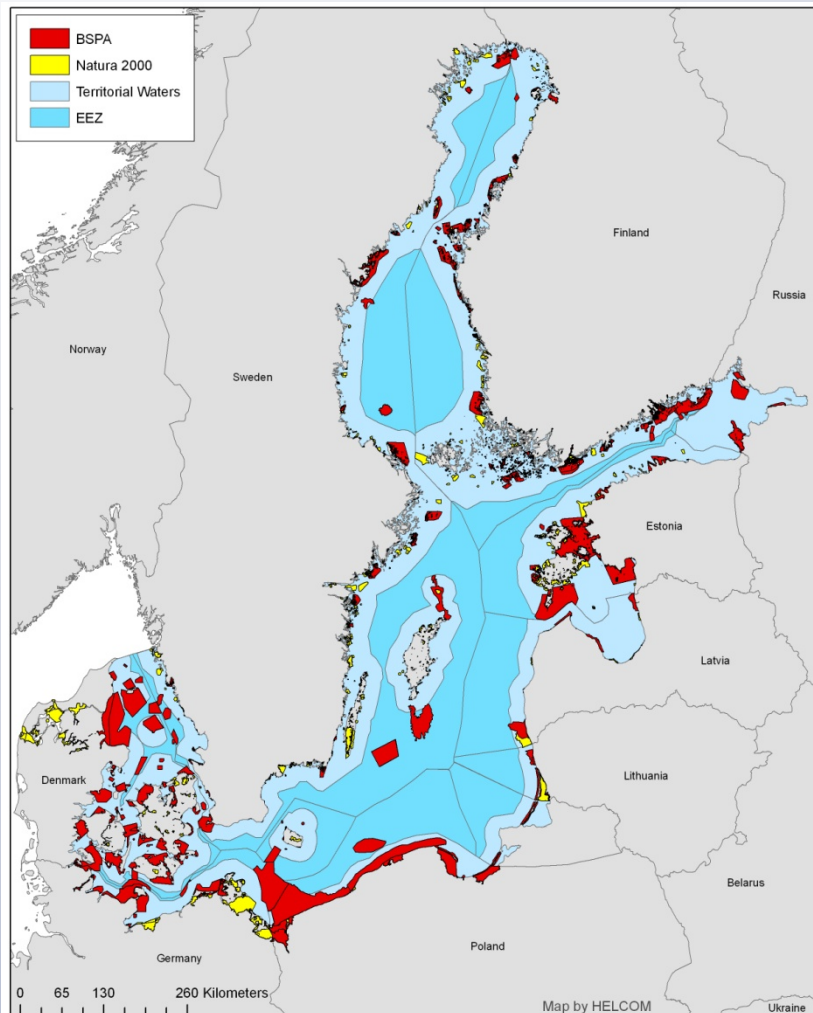 BSPA
Natura 2000
Territorial Waters
EEZ
Finland
Russia
Norway
Sweden
Estonia
Latvia
Denmark
Lithuania
Belarus
Germany
Poland
0 65 130 260 Kilometers
Map by HELCOM
Ukraine